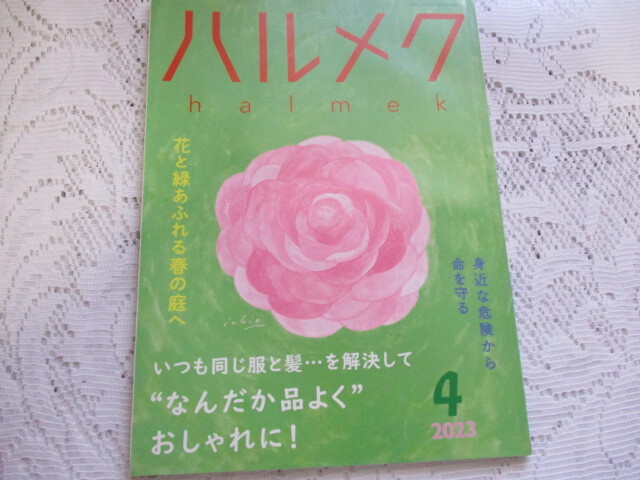 ハルメク
halmek
花と緑あふれる春の庭へ
身近な危険から
命を守る
いつも同じ服と髪…を解決して
“なんだか品よく”
おしゃれに!
4
2023